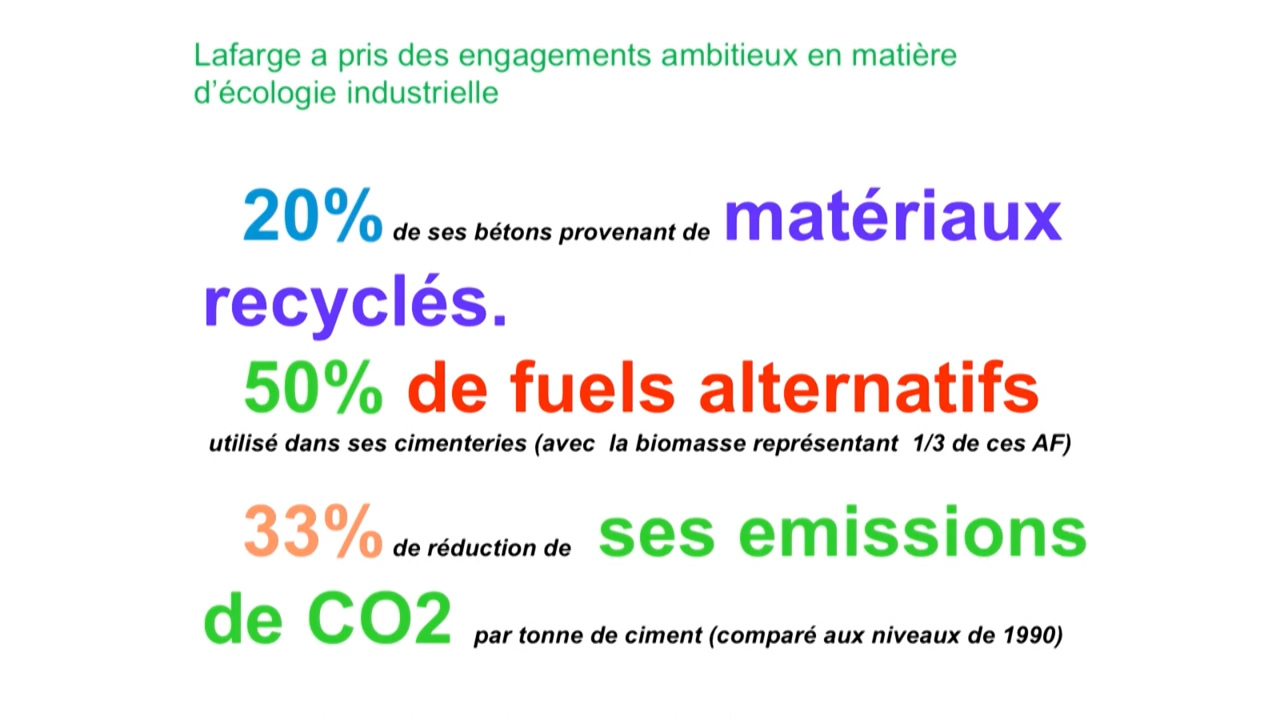 Lafarge a pris des engagements ambitieux en matière
d’écologie industrielle
20% de ses bétons provenant de matériaux
recyclés.
50% de fuels alternatifs
utilisé dans ses cimenteries (avec la biomasse représentant 1/3 de ces AF)
33% de réduction de ses emissions
de CO2 par tonne de ciment (comparé aux niveaux de 1990)